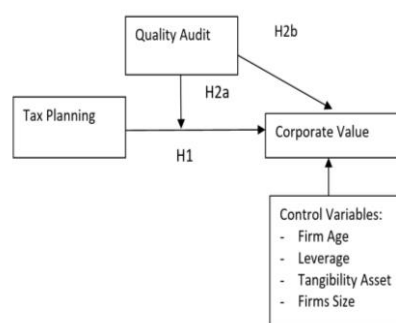 Quality Audit
H2b
H2a
Tax Planning
Corporate Value
H1
Control Variables:
- Firm Age
- Leverage
- Tangibility Asset
- Firms Size